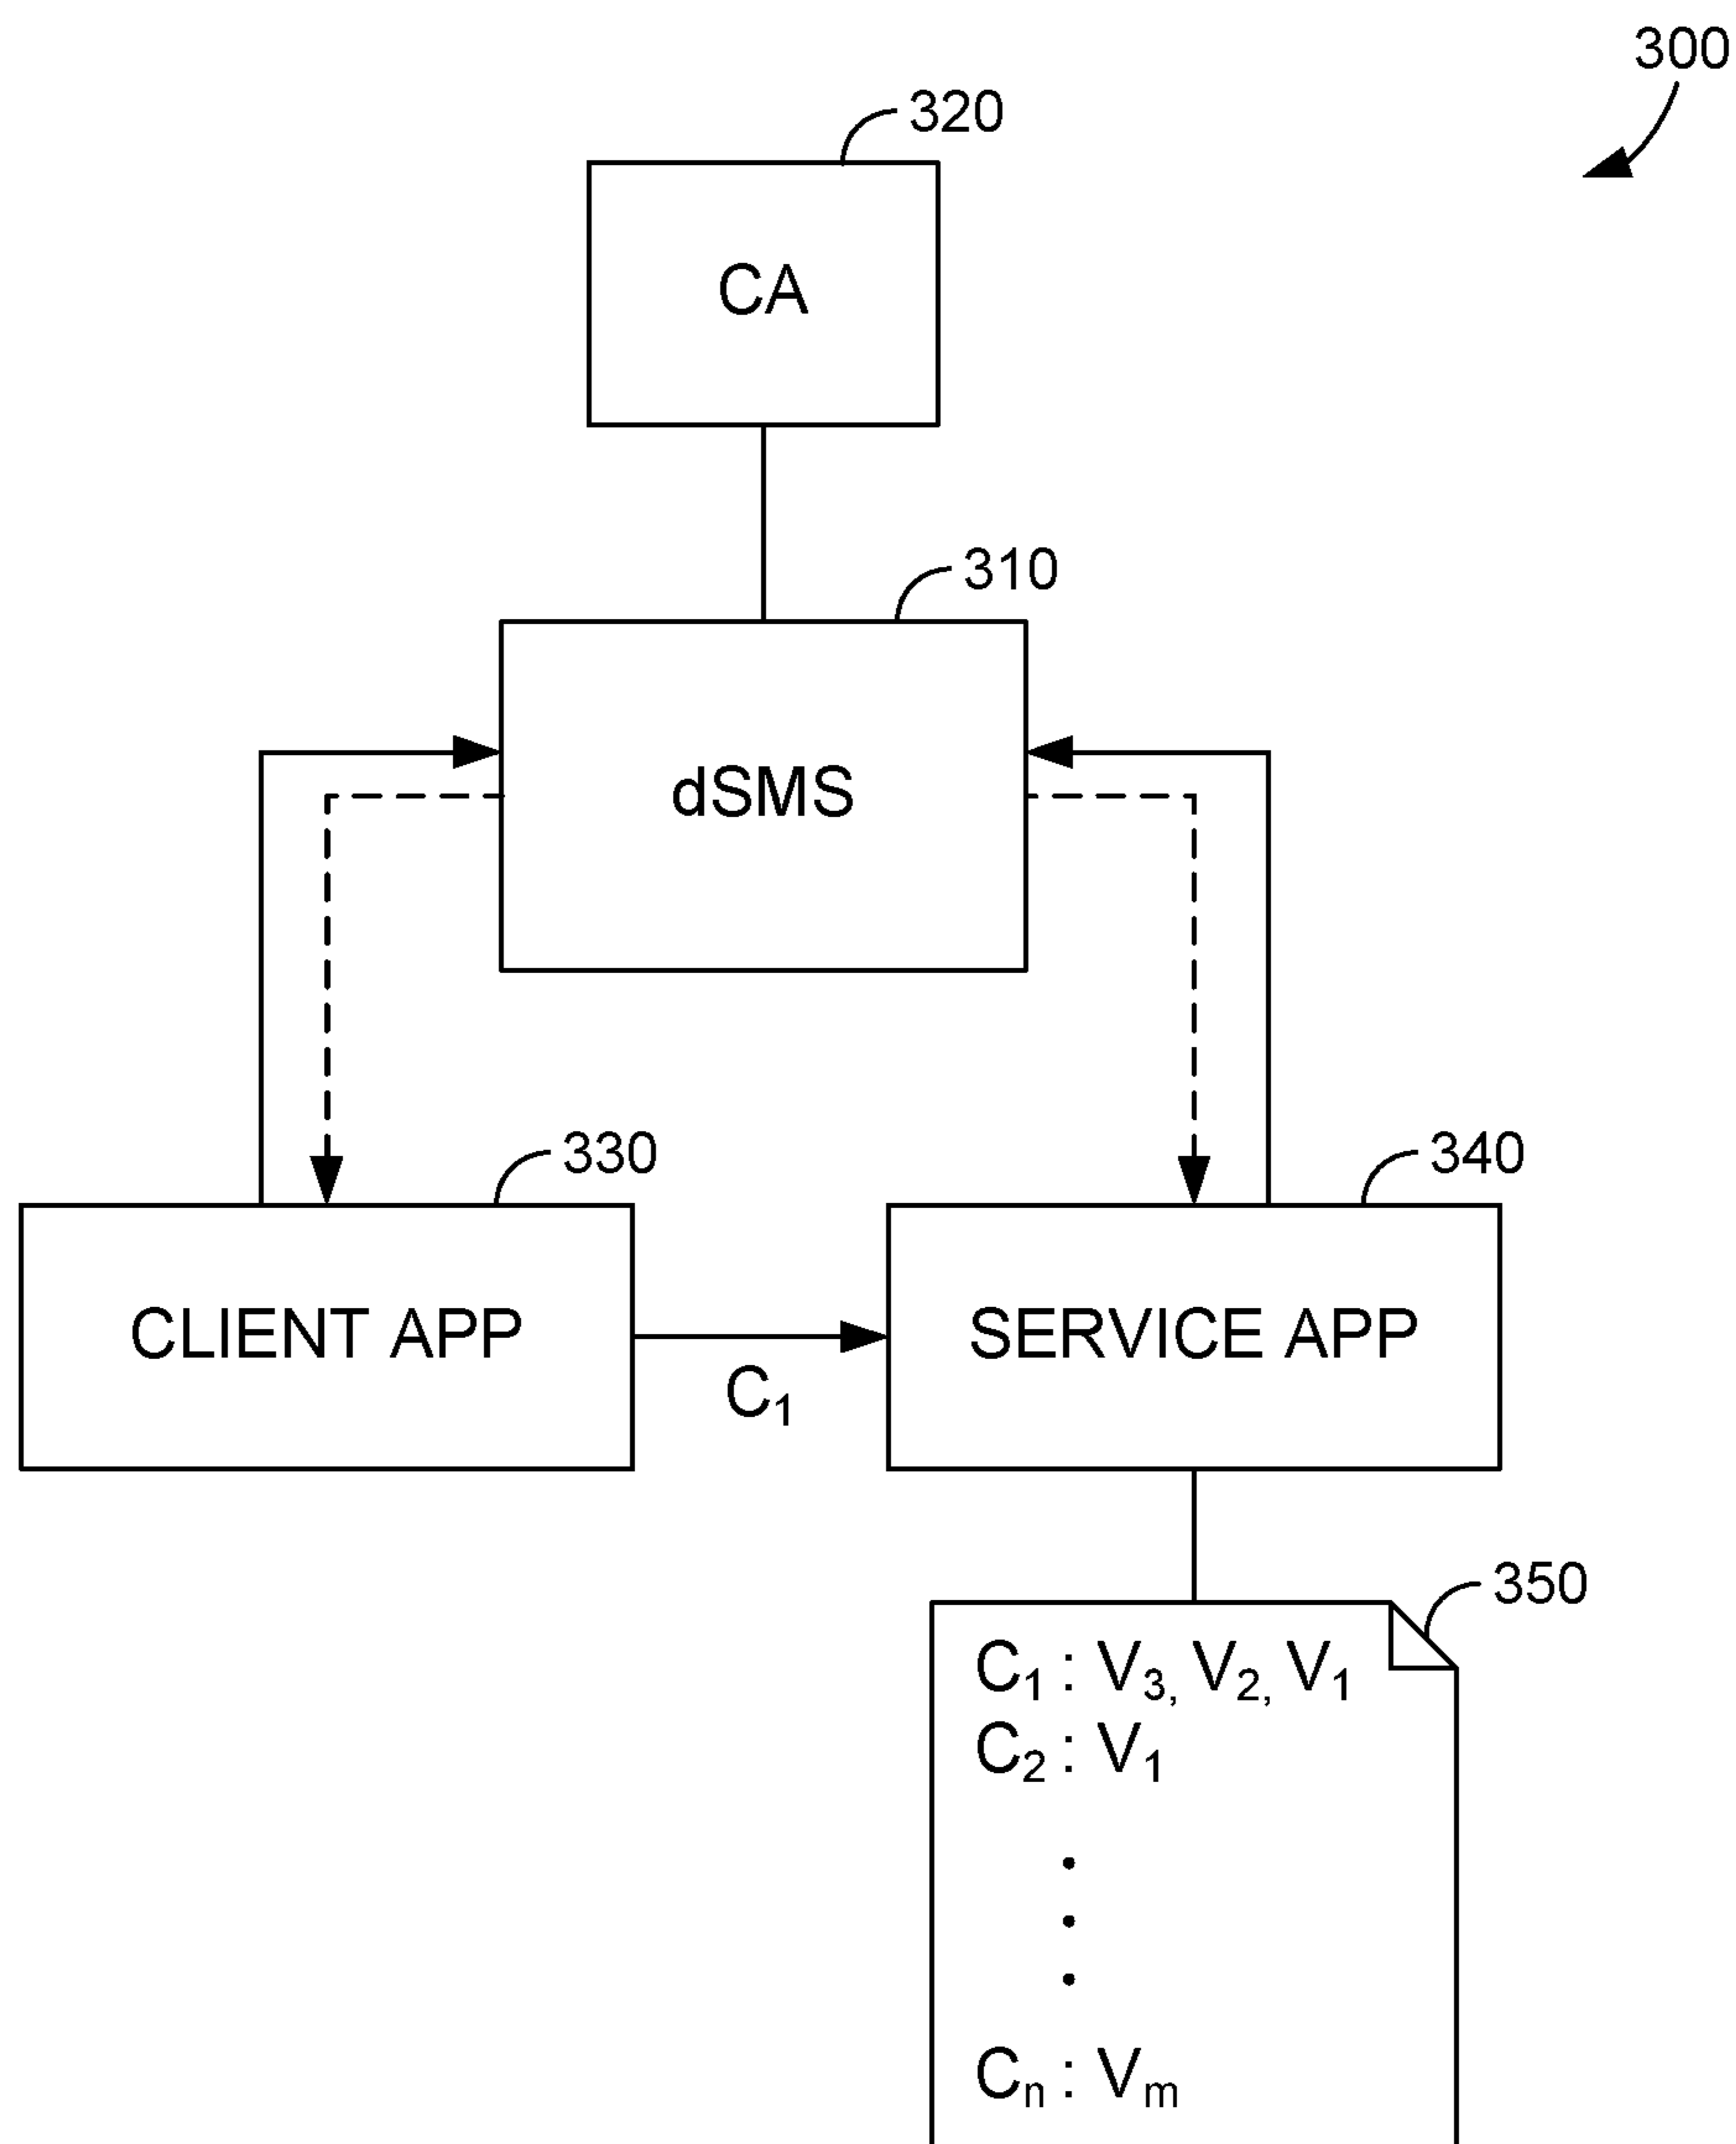 300
320
CA
310
dSMS
330
340
CLIENT APP
SERVICE APP
C₁
350
C₁ : V₃, V₂, V₁
C₂ : V₁
Cₙ : Vₘ